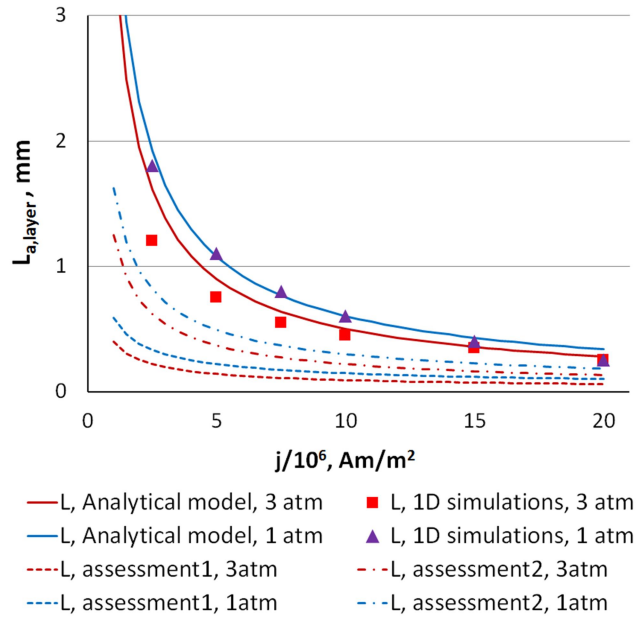 3
2
1
0
L a,layer , mm
0 5 10 15 20
j/10⁶, Am/m²
L, Analytical model, 3 atm
L, 1D simulations, 3 atm
L, Analytical model, 1 atm
L, 1D simulations, 1 atm
L, assessment1, 3atm
L, assessment2, 3atm
L, assessment1, 1atm
L, assessment2, 1atm